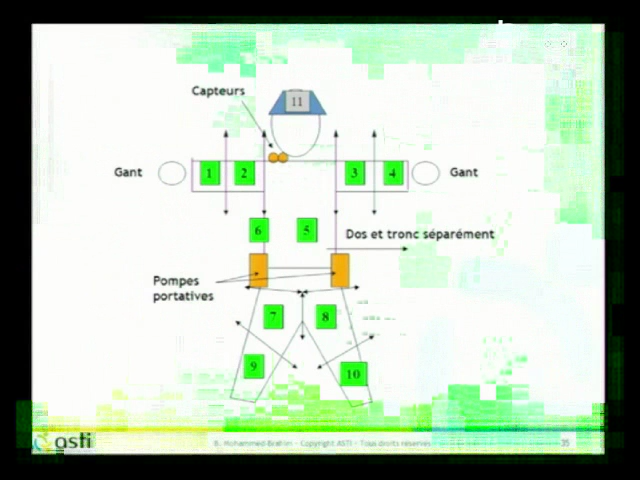 11
Capteurs
Gant
1
2
3
4
Gant
6
5
Dos et tronc séparément
Pompes
portatives
7
8
9
10
asti
B. Mohammed-Brahim - Copyright ASTI - Tous droits réservés
35